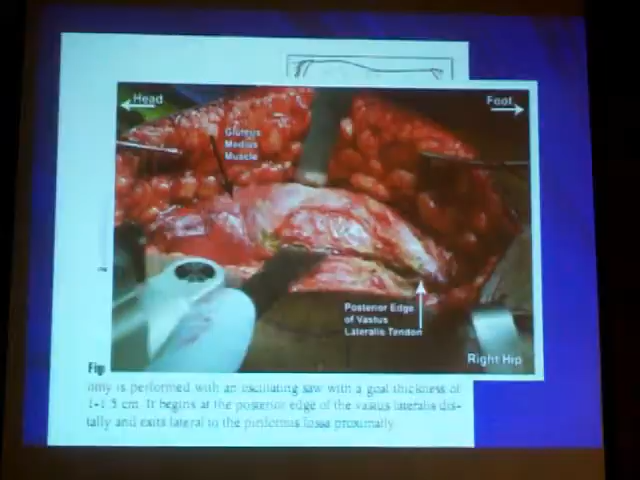 Head
Foot
Gluteus
Medius
Muscle
Posterior Edge
of Vastus
Lateralis Tendon
Right Hip
Fig
omy is performed with an oscillating saw with a goal thickness of
1-1.5 cm. It begins at the posterior edge of the vastus lateralis dis-
tally and exits lateral to the piriformis fossa proximally.